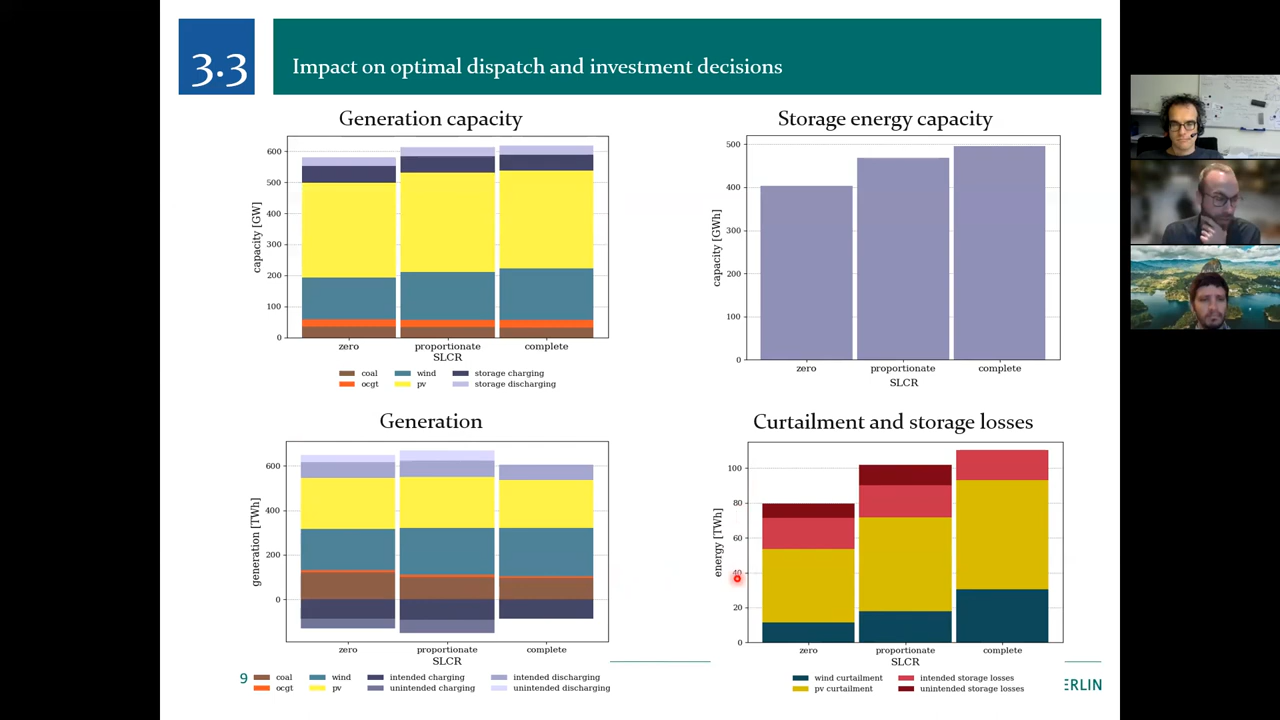 3.3
Impact on optimal dispatch and investment decisions
Generation capacity
capacity [GW]
600
500
400
300
200
100
0
zero proportionate complete
SLCR
coal wind storage charging
ocgt pv storage discharging
Storage energy capacity
capacity [GWh]
500
400
300
200
100
0
zero proportionate complete
SLCR
Generation
generation [TWh]
600
400
200
0
zero proportionate complete
SLCR
coal wind intended charging intended discharging
ocgt pv unintended charging unintended discharging
Curtailment and storage losses
energy [TWh]
100
80
60
40
20
0
zero proportionate complete
SLCR
wind curtailment intended storage losses
pv curtailment unintended storage losses
9
ERLIN